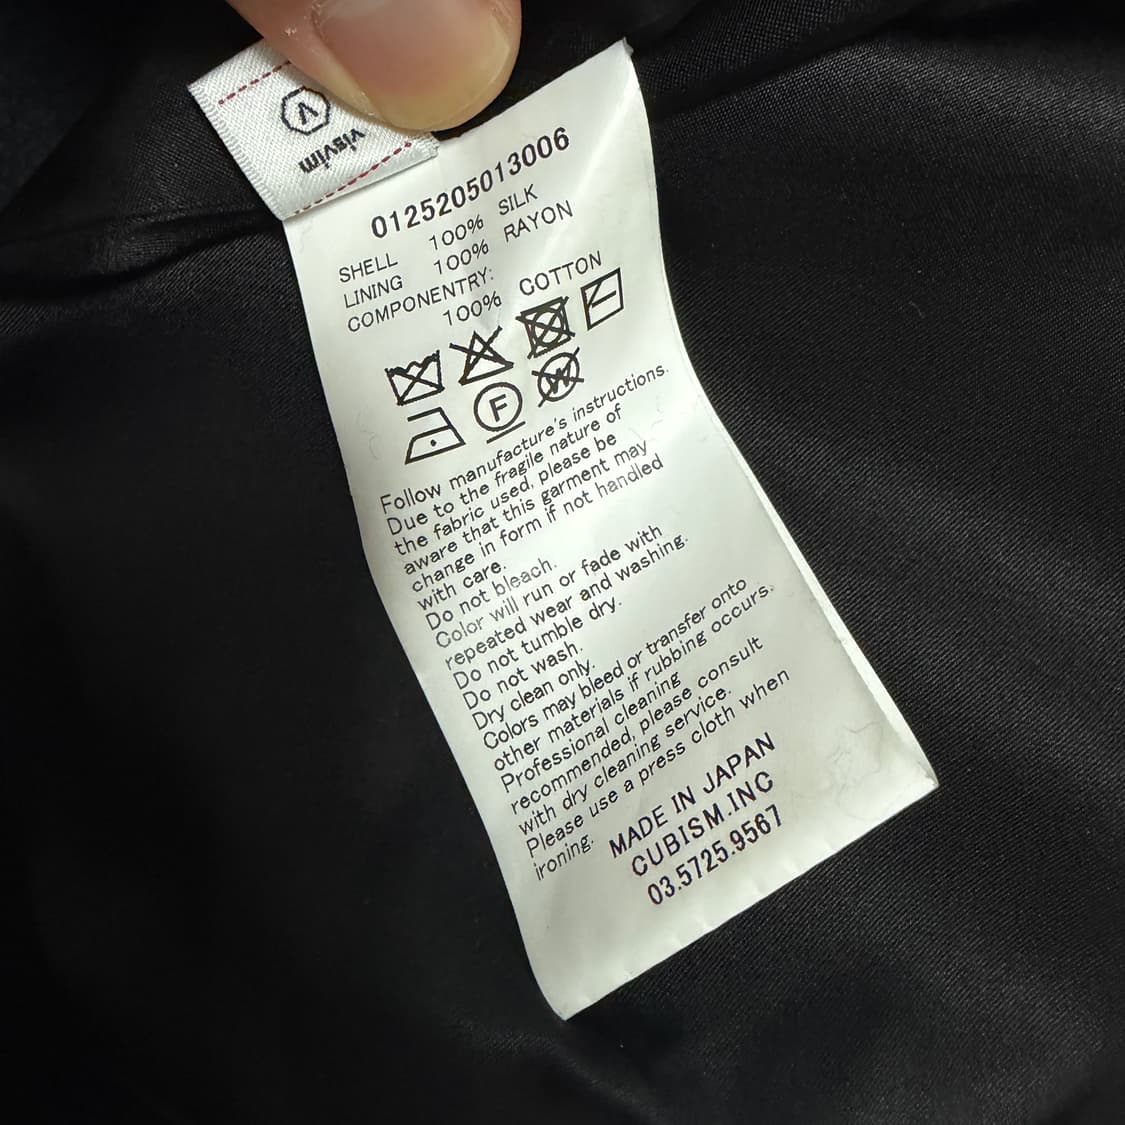 visvim
0125205013006
SHELL 100% SILK
LINING 100% RAYON
COMPONENTRY:
100% COTTON
F
W
Follow manufacture's instructions.
Due to the fragile nature of
the fabric used, please be
aware that this garment may
change in form if not handled
with care.
Do not bleach.
Color will run or fade with
repeated wear and washing.
Do not tumble dry.
Do not wash.
Dry clean only.
Colors may bleed or transfer onto
other materials if rubbing occurs.
Professional cleaning
recommended, please consult
with dry cleaning service.
Please use a press cloth when
ironing.
MADE IN JAPAN
CUBISM.INC
03.5725.9567